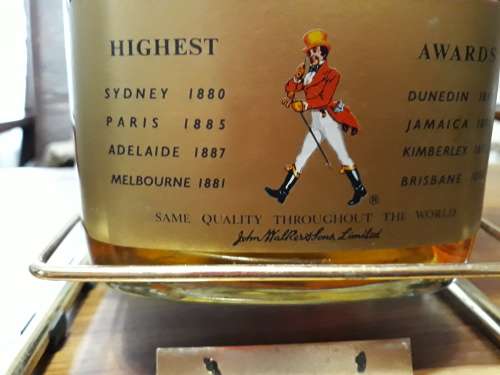 HIGHEST AWARDS
SYDNEY 1880 DUNEDIN
PARIS 1885 JAMAICA
ADELAIDE 1887 KIMBERLEY
MELBOURNE 1881 BRISBANE
®
SAME QUALITY THROUGHOUT THE WORLD
John Walker & Sons, Limited